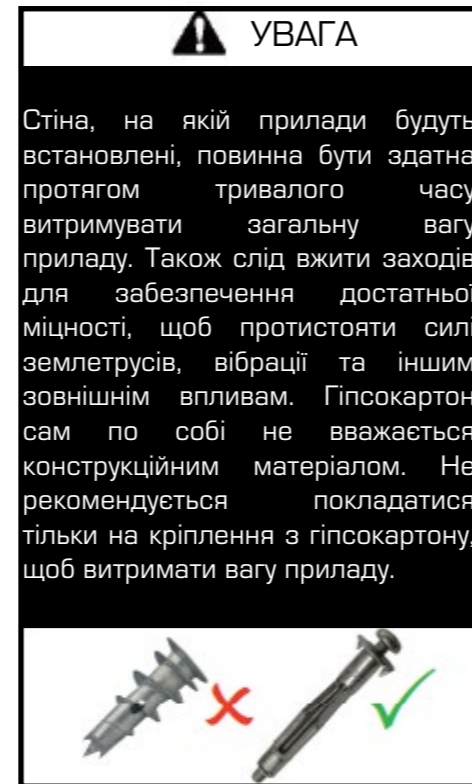 УВАГА
Стіна, на якій прилади будуть
встановлені, повинна бути здатна
протягом тривалого часу
витримувати загальну вагу
приладу. Також слід вжити заходів
для забезпечення достатньої
міцності, щоб протистояти силі
землетрусів, вібрації та іншим
зовнішнім впливам. Гіпсокартон
сам по собі не вважається
конструкційним матеріалом. Не
рекомендується покладатися
тільки на кріплення з гіпсокартону,
щоб витримати вагу приладу.